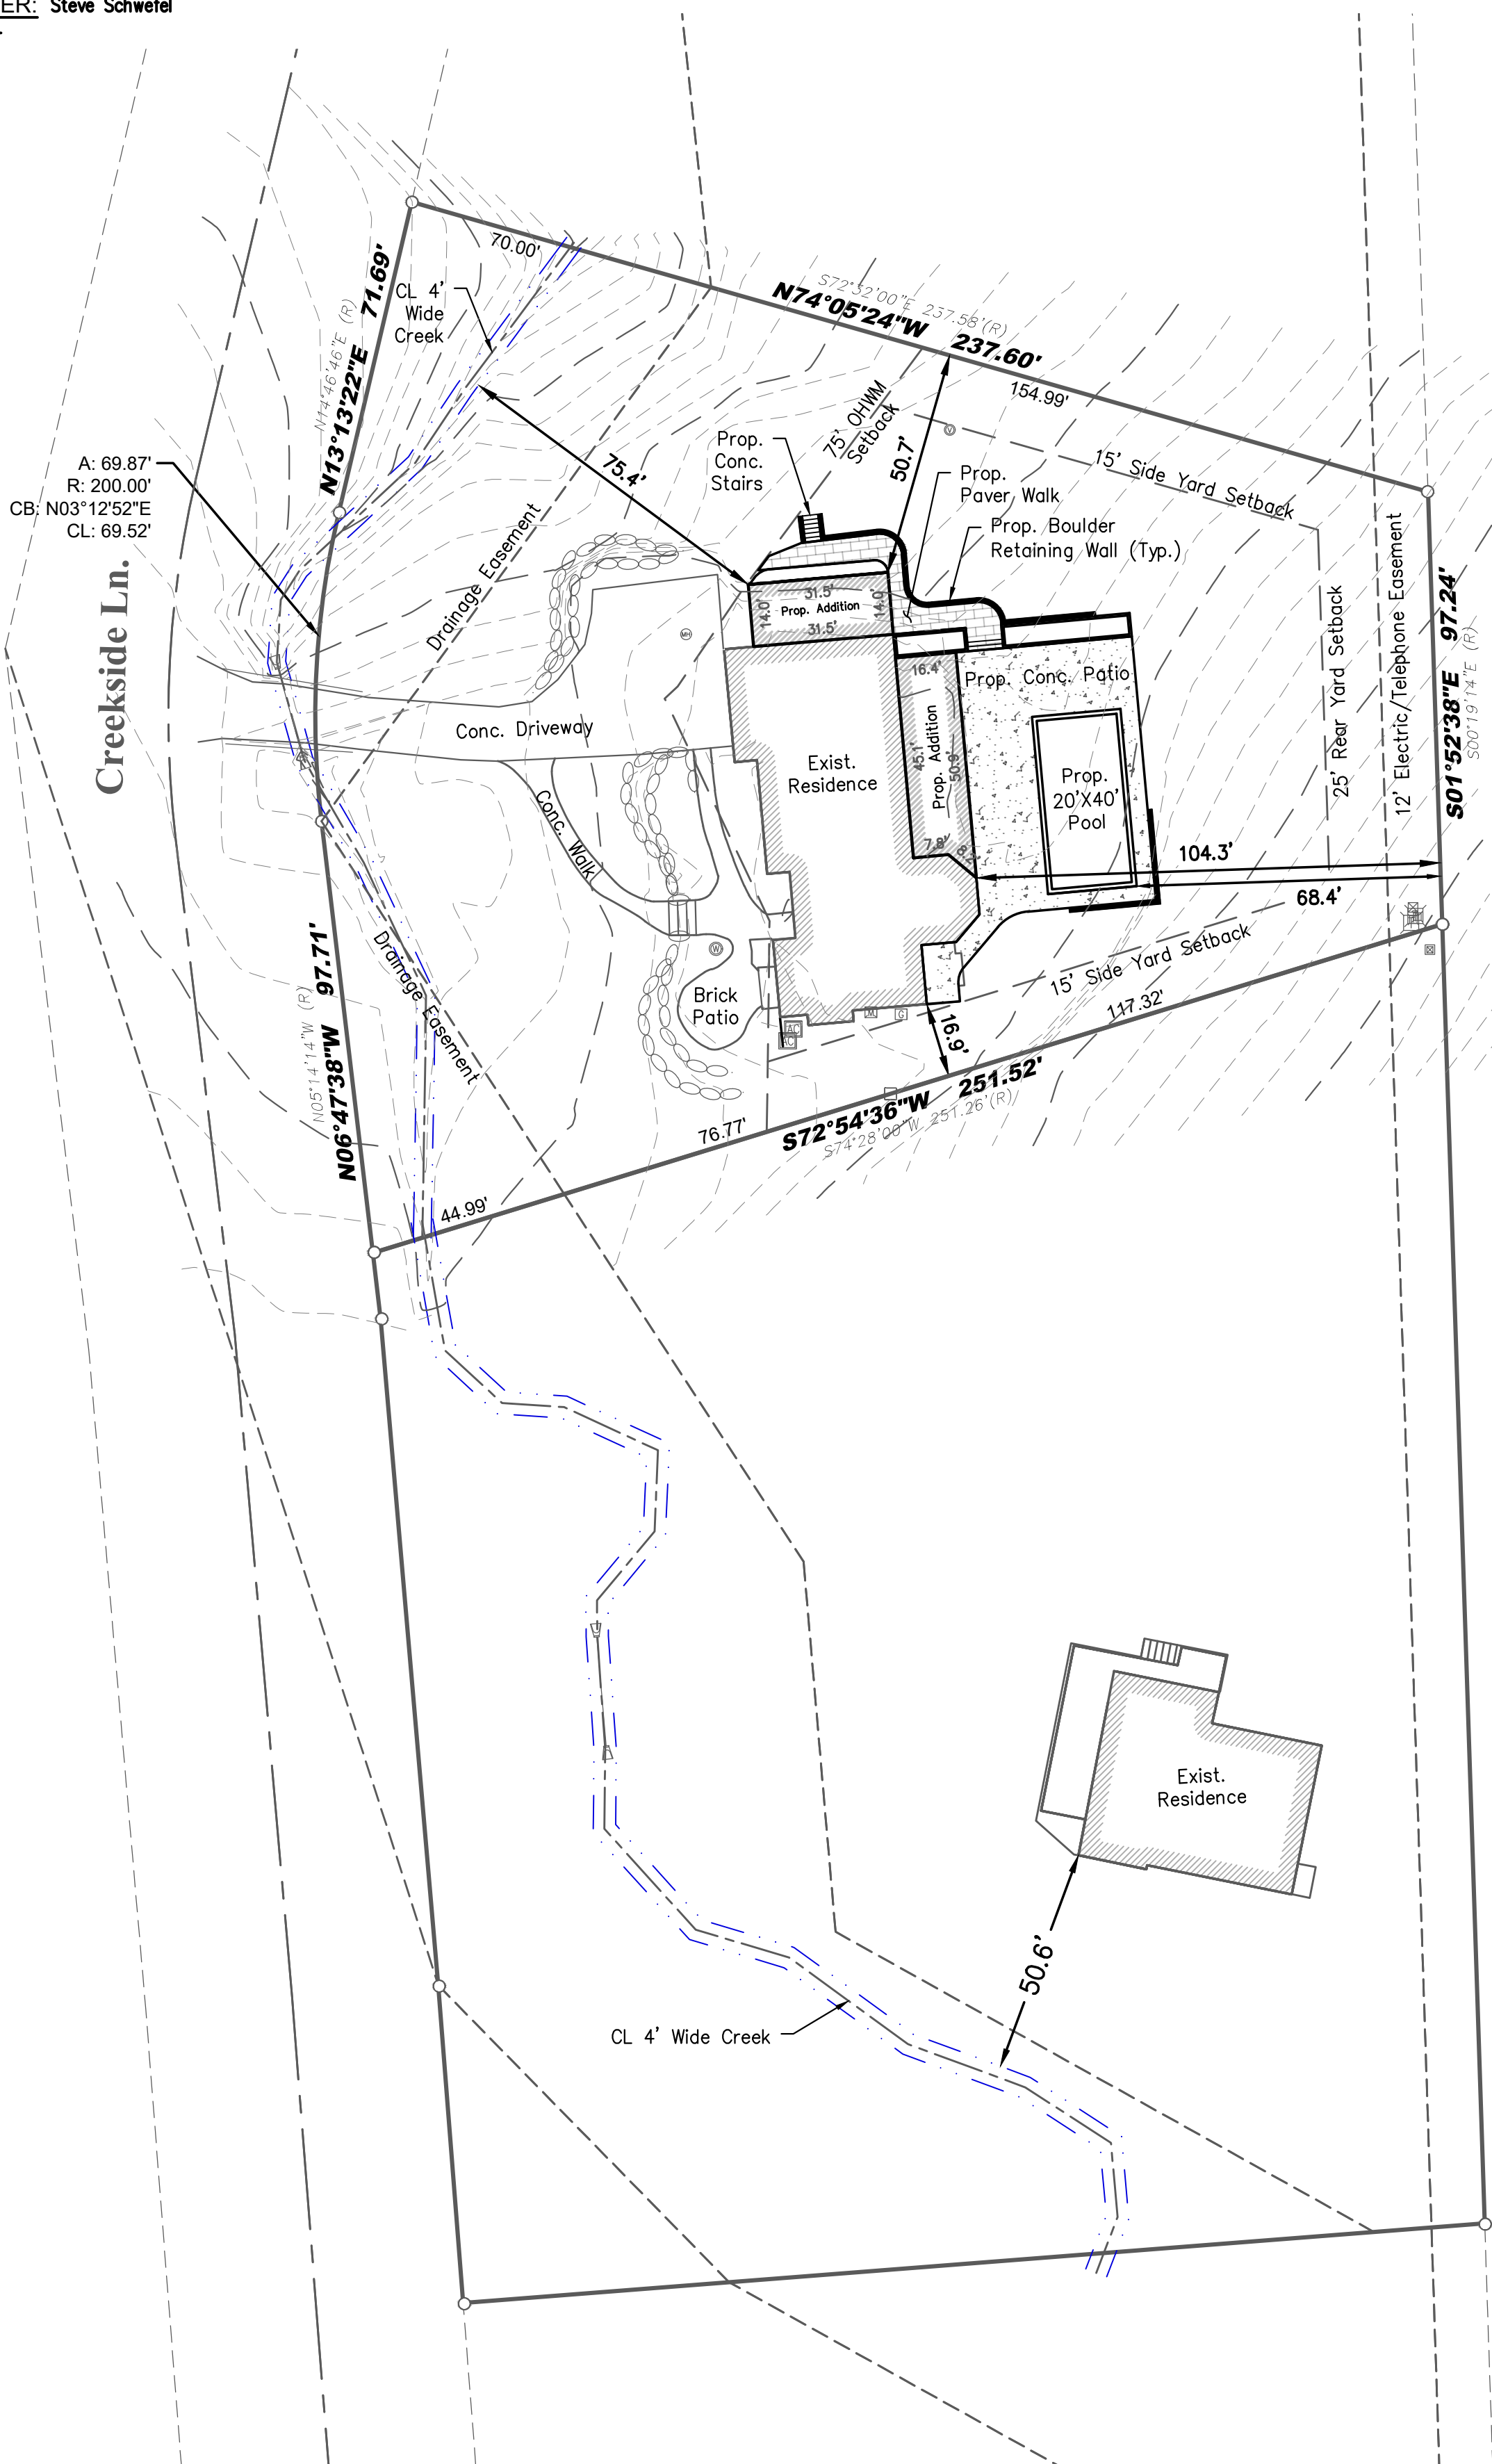 ER: Steve Schwefel
70.00'
N13°13'22"E 71.69'
N14°46'46"E (R)
CL 4'
Wide
Creek
S72°32'00"E 237.58'(R)
N74°05'24"W 237.60'
154.99'
75' OHWM
Setback
50.7'
75.4'
Prop.
Conc.
Stairs
Prop.
Paver Walk
Prop. Boulder
Retaining Wall (Typ.)
15' Side Yard Setback
A: 69.87'
R: 200.00'
CB: N03°12'52"E
CL: 69.52'
Creekside Ln.
Drainage Easement
MH
31.5'
14.0'
Prop. Addition
14.0'
31.5'
16.4'
Prop. Conc. Patio
45.1'
Prop. Addition
50.9'
7.8'
Conc. Driveway
Exist.
Residence
Prop.
20'X40'
Pool
25' Rear Yard Setback
12' Electric/Telephone Easement
S01°52'38"E 97.24'
S00°19'14"E (R)
104.3'
68.4'
Conc. Walk
W
Brick
Patio
AC
AC
M
G
15' Side Yard Setback
117.32'
16.9'
Drainage Easement
N05°14'14"W (R)
N06°47'38"W 97.71'
S72°54'36"W 251.52'
S74°28'00"W 251.26'(R)
76.77'
44.99'
Exist.
Residence
50.6'
CL 4' Wide Creek